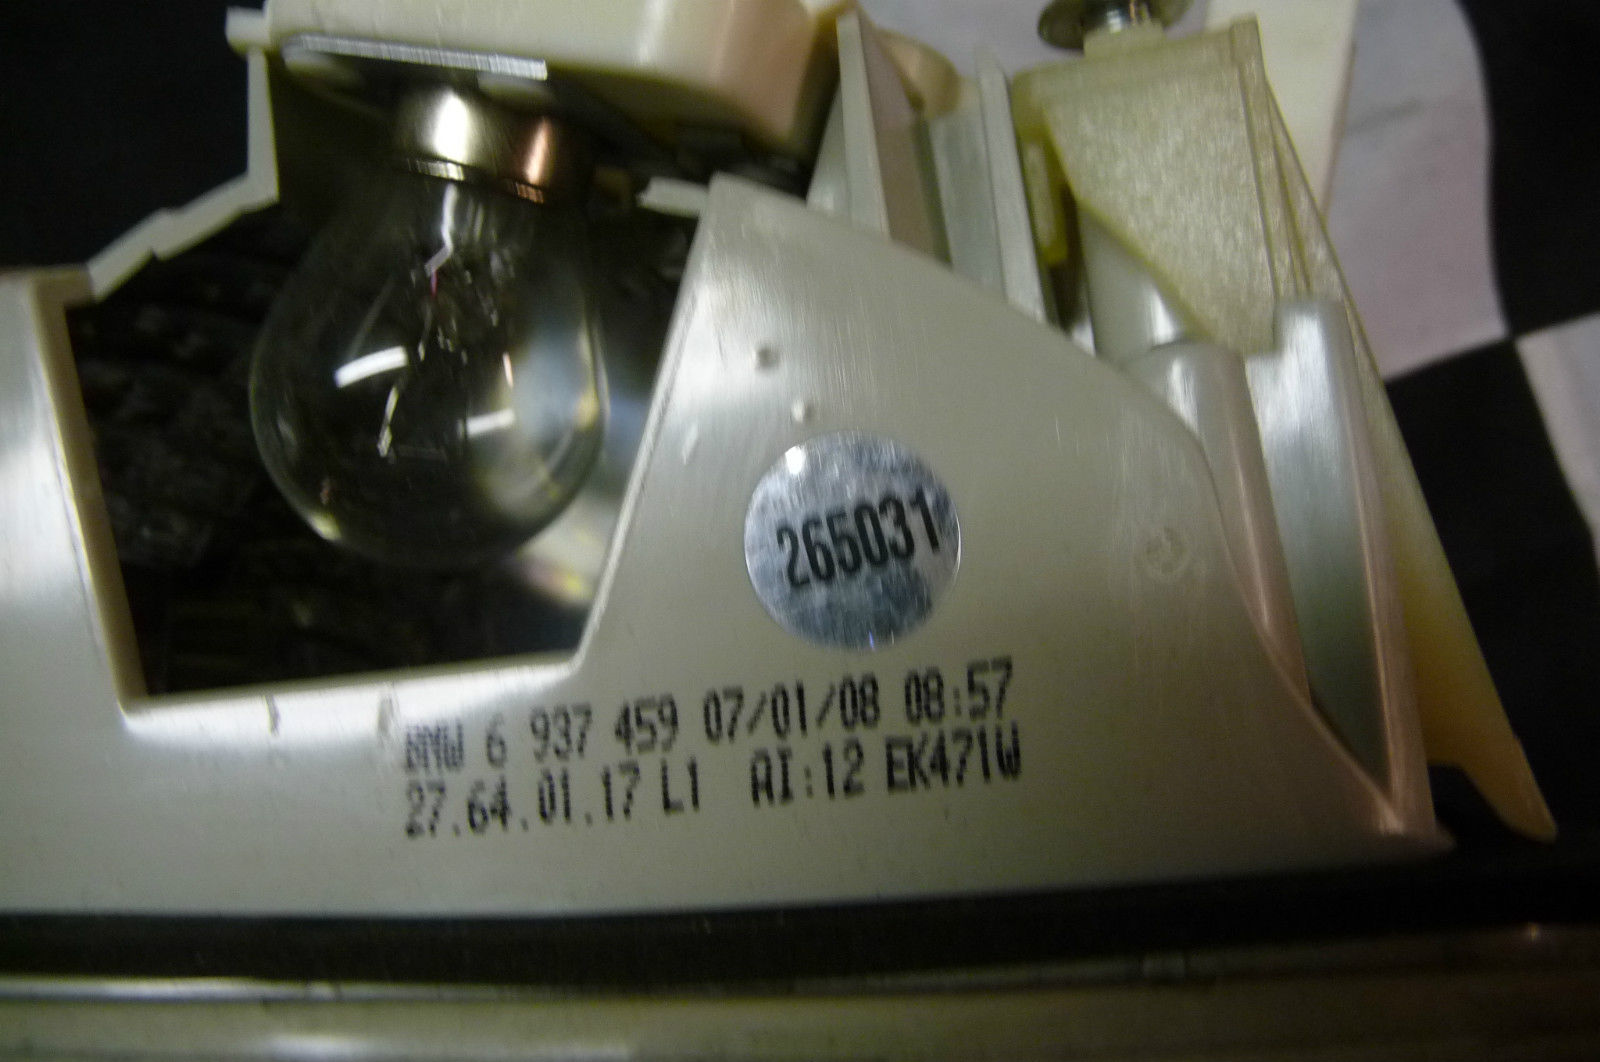 265031
BMW 6 937 459 07/01/08 08:57
27.64.01.17 L1 AI:12 EK471W